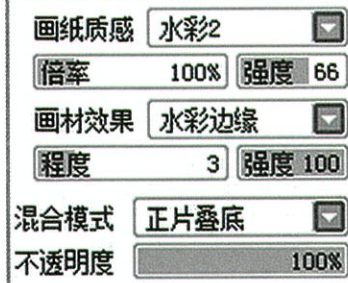 画纸质感 水彩2
倍率 100% 强度 66
画材效果 水彩边缘
程度 3 强度 100
混合模式 正片叠底
不透明度 100%